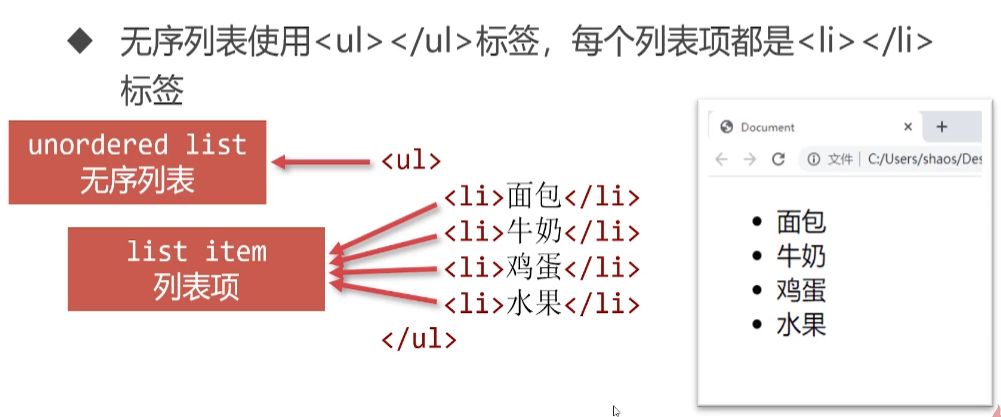 无序列表使用<ul></ul>标签，每个列表项都是<li></li>
标签
unordered list
无序列表
<ul>
<li>面包</li>
<li>牛奶</li>
<li>鸡蛋</li>
<li>水果</li>
</ul>
list item
列表项
Document
文件 | C:/Users/shaos/Des
面包
牛奶
鸡蛋
水果